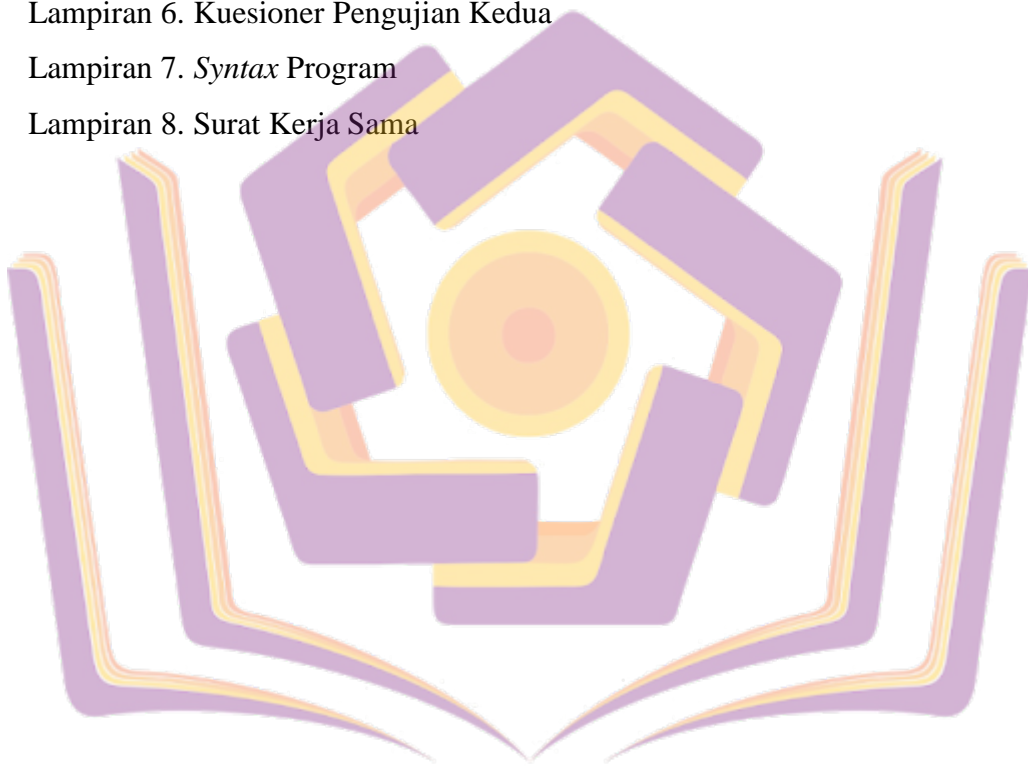 Lampiran 6. Kuesioner Pengujian Kedua
Lampiran 7. Syntax Program
Lampiran 8. Surat Kerja Sama